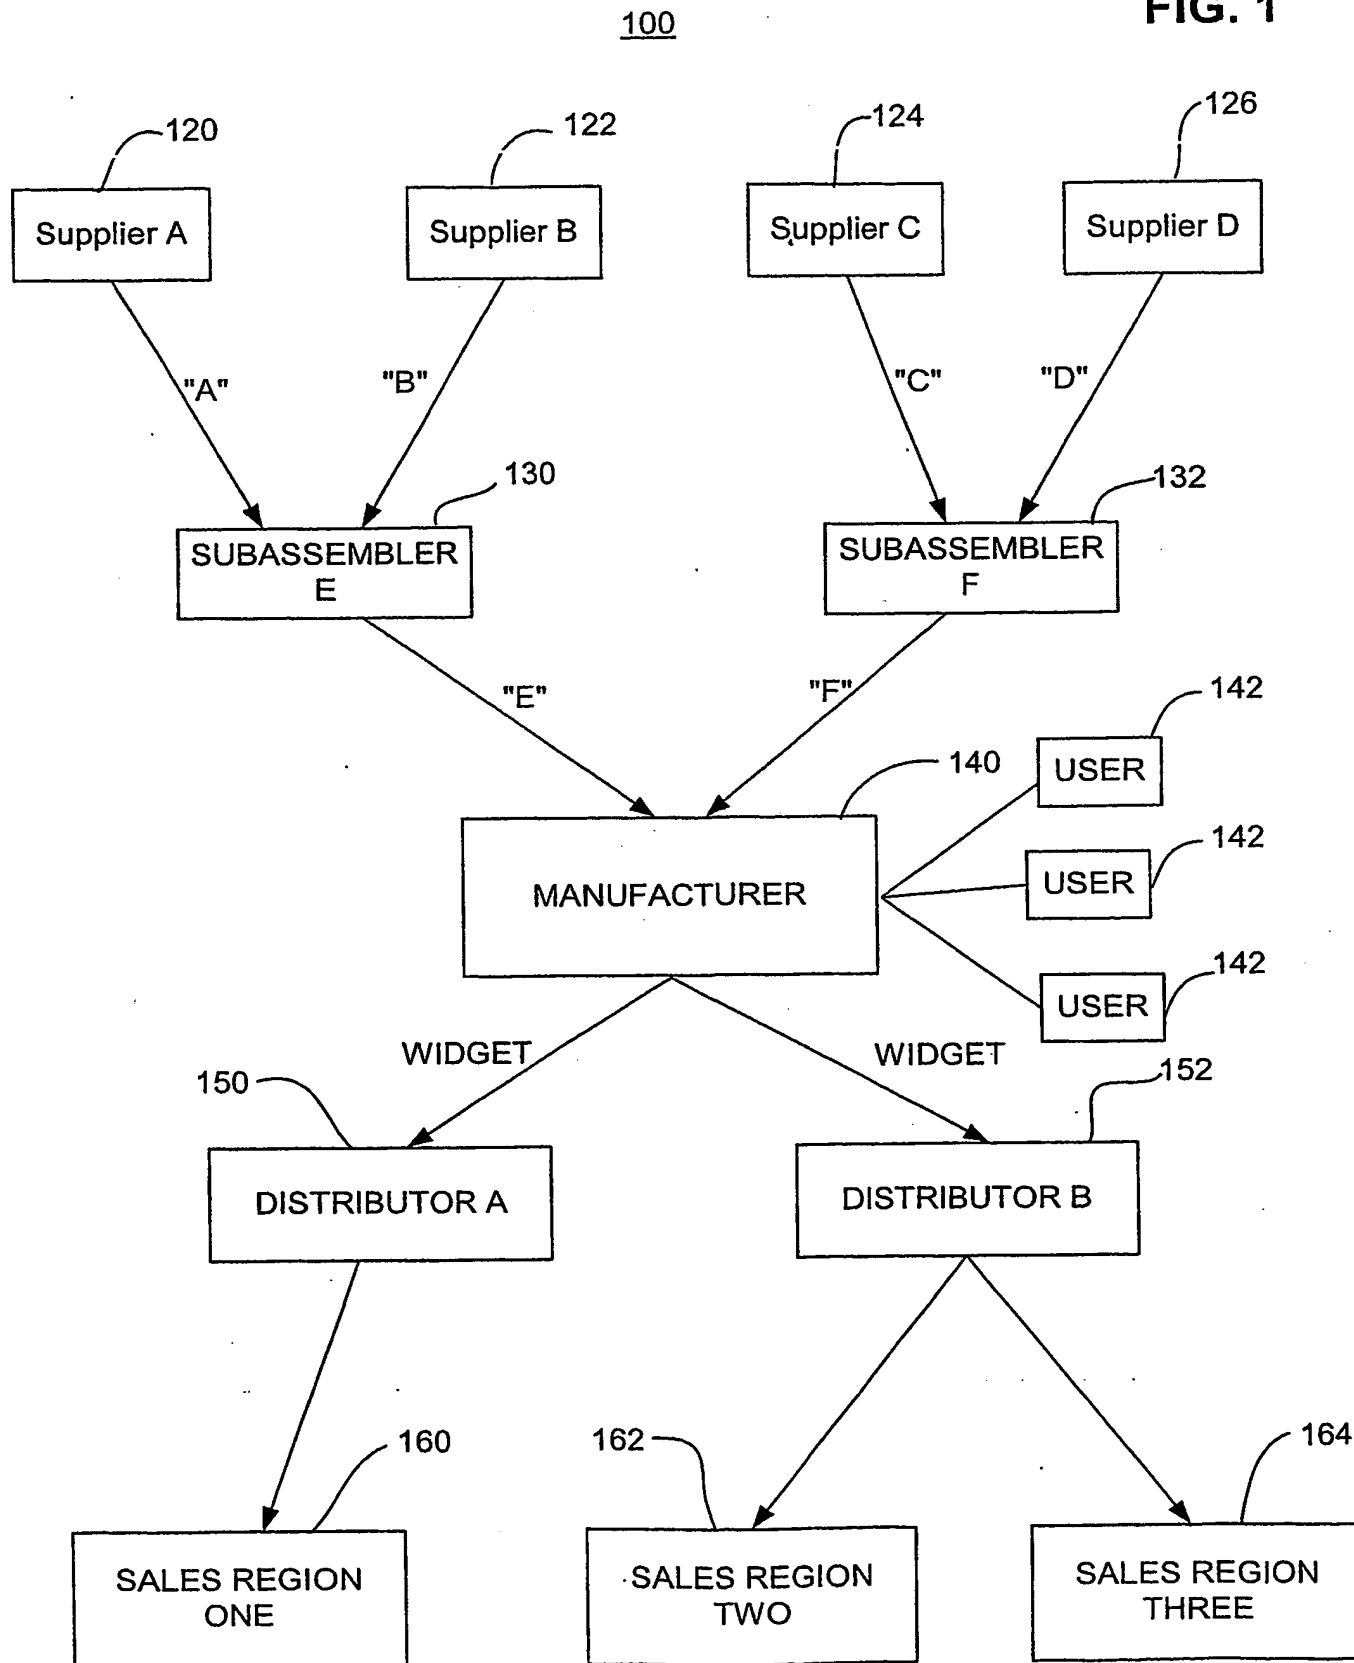 FIG. 1
100
120
122
124
126
Supplier A
Supplier B
Supplier C
Supplier D
"A"
"B"
"C"
"D"
130
132
SUBASSEMBLER
E
SUBASSEMBLER
F
"E"
"F"
142
140
USER
142
MANUFACTURER
USER
142
USER
WIDGET
WIDGET
150
152
DISTRIBUTOR A
DISTRIBUTOR B
160
162
164
SALES REGION
ONE
SALES REGION
TWO
SALES REGION
THREE